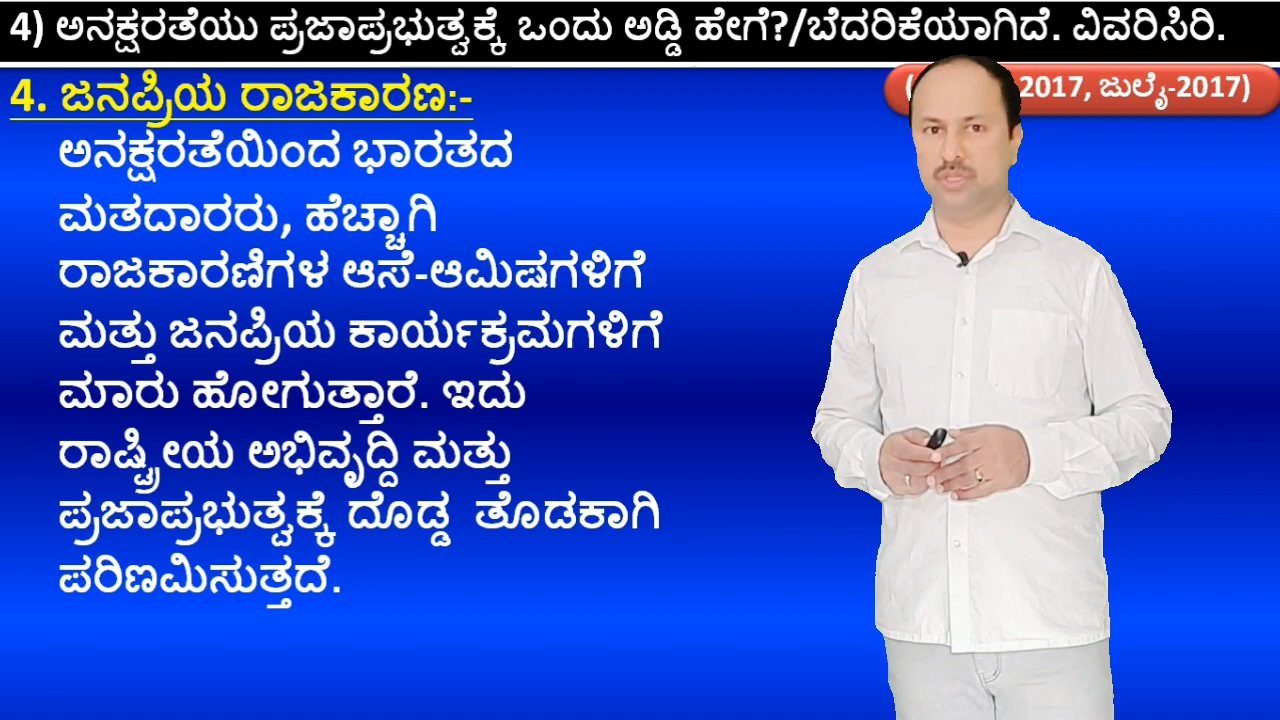 4) ಅನಕ್ಷರತೆಯು ಪ್ರಜಾಪ್ರಭುತ್ವಕ್ಕೆ ಒಂದು ಅಡ್ಡಿ ಹೇಗೆ?/ಬೆದರಿಕೆಯಾಗಿದೆ. ವಿವರಿಸಿರಿ.
2017, ಜುಲೈ-2017)
4. ಜನಪ್ರಿಯ ರಾಜಕಾರಣ:-
ಅನಕ್ಷರತೆಯಿಂದ ಭಾರತದ
ಮತದಾರರು, ಹೆಚ್ಚಾಗಿ
ರಾಜಕಾರಣಿಗಳ ಆಸೆ-ಆಮಿಷಗಳಿಗೆ
ಮತ್ತು ಜನಪ್ರಿಯ ಕಾರ್ಯಕ್ರಮಗಳಿಗೆ
ಮಾರು ಹೋಗುತ್ತಾರೆ. ಇದು
ರಾಷ್ಟ್ರೀಯ ಅಭಿವೃದ್ದಿ ಮತ್ತು
ಪ್ರಜಾಪ್ರಭುತ್ವಕ್ಕೆ ದೊಡ್ಡ ತೊಡಕಾಗಿ
ಪರಿಣಮಿಸುತ್ತದೆ.